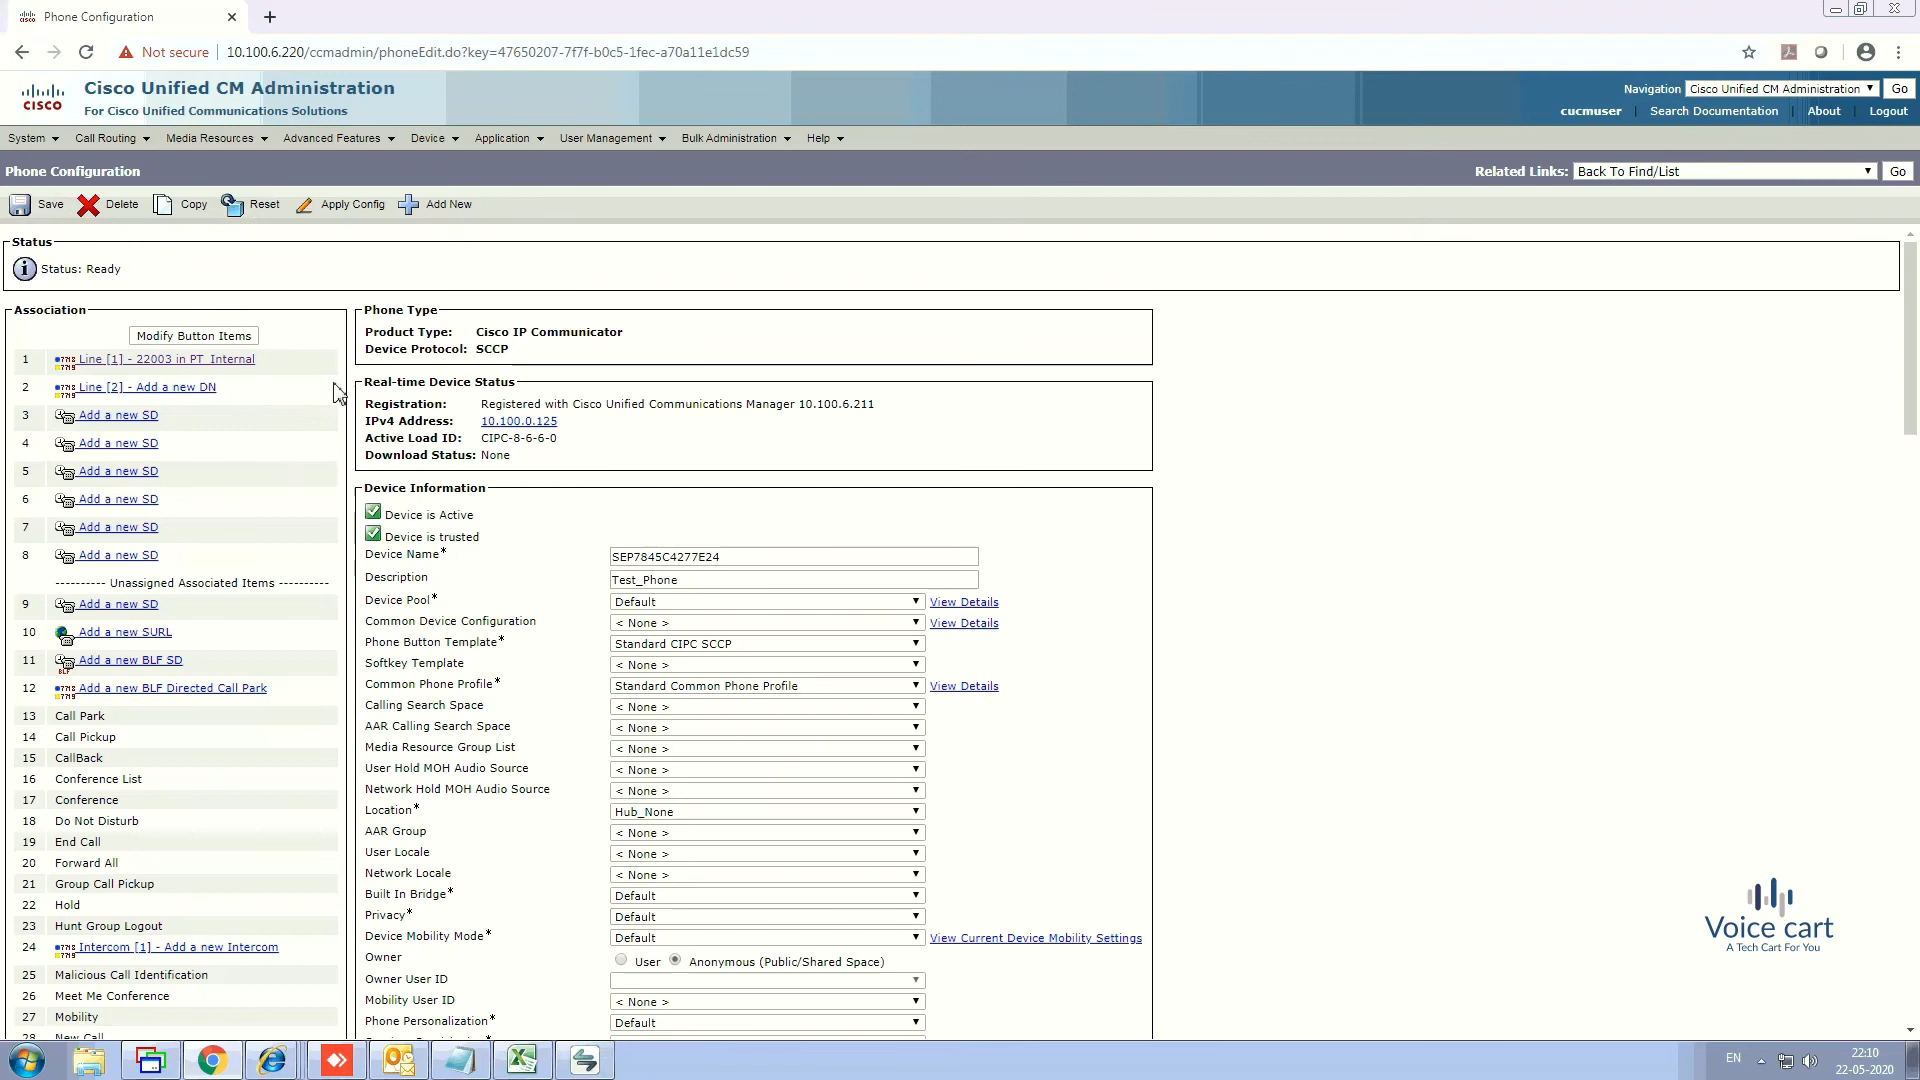 Phone Configuration
Not secure 10.100.6.220/ccmadmin/phoneEdit.do?key=47650207-7f7f-b0c5-1fec-a70a11e1dc59
CISCO
Cisco Unified CM Administration
For Cisco Unified Communications Solutions
Navigation Cisco Unified CM Administration Go
cucmuser Search Documentation About Logout
System Call Routing Media Resources Advanced Features Device Application User Management Bulk Administration Help
Phone Configuration
Related Links: Back To Find/List Go
Save Delete Copy Reset Apply Config Add New
Status
Status: Ready
Association
Modify Button Items
1 Line [1] - 22003 in PT_Internal
2 Line [2] - Add a new DN
3 Add a new SD
4 Add a new SD
5 Add a new SD
6 Add a new SD
7 Add a new SD
8 Add a new SD
---------- Unassigned Associated Items ----------
9 Add a new SD
10 Add a new SURL
11 Add a new BLF SD
12 Add a new BLF Directed Call Park
13 Call Park
14 Call Pickup
15 CallBack
16 Conference List
17 Conference
18 Do Not Disturb
19 End Call
20 Forward All
21 Group Call Pickup
22 Hold
23 Hunt Group Logout
24 Intercom [1] - Add a new Intercom
25 Malicious Call Identification
26 Meet Me Conference
27 Mobility
28 New Call
Phone Type
Product Type: Cisco IP Communicator
Device Protocol: SCCP
Real-time Device Status
Registration: Registered with Cisco Unified Communications Manager 10.100.6.211
IPv4 Address: 10.100.0.125
Active Load ID: CIPC-8-6-6-0
Download Status: None
Device Information
Device is Active
Device is trusted
Device Name* SEP7845C4277E24
Description Test_Phone
Device Pool* Default View Details
Common Device Configuration < None > View Details
Phone Button Template* Standard CIPC SCCP
Softkey Template < None >
Common Phone Profile* Standard Common Phone Profile View Details
Calling Search Space < None >
AAR Calling Search Space < None >
Media Resource Group List < None >
User Hold MOH Audio Source < None >
Network Hold MOH Audio Source < None >
Location* Hub_None
AAR Group < None >
User Locale < None >
Network Locale < None >
Built In Bridge* Default
Privacy* Default
Device Mobility Mode* Default View Current Device Mobility Settings
Owner User Anonymous (Public/Shared Space)
Owner User ID
Mobility User ID < None >
Phone Personalization* Default
Voice cart
A Tech Cart For You
EN
22:10
22-05-2020